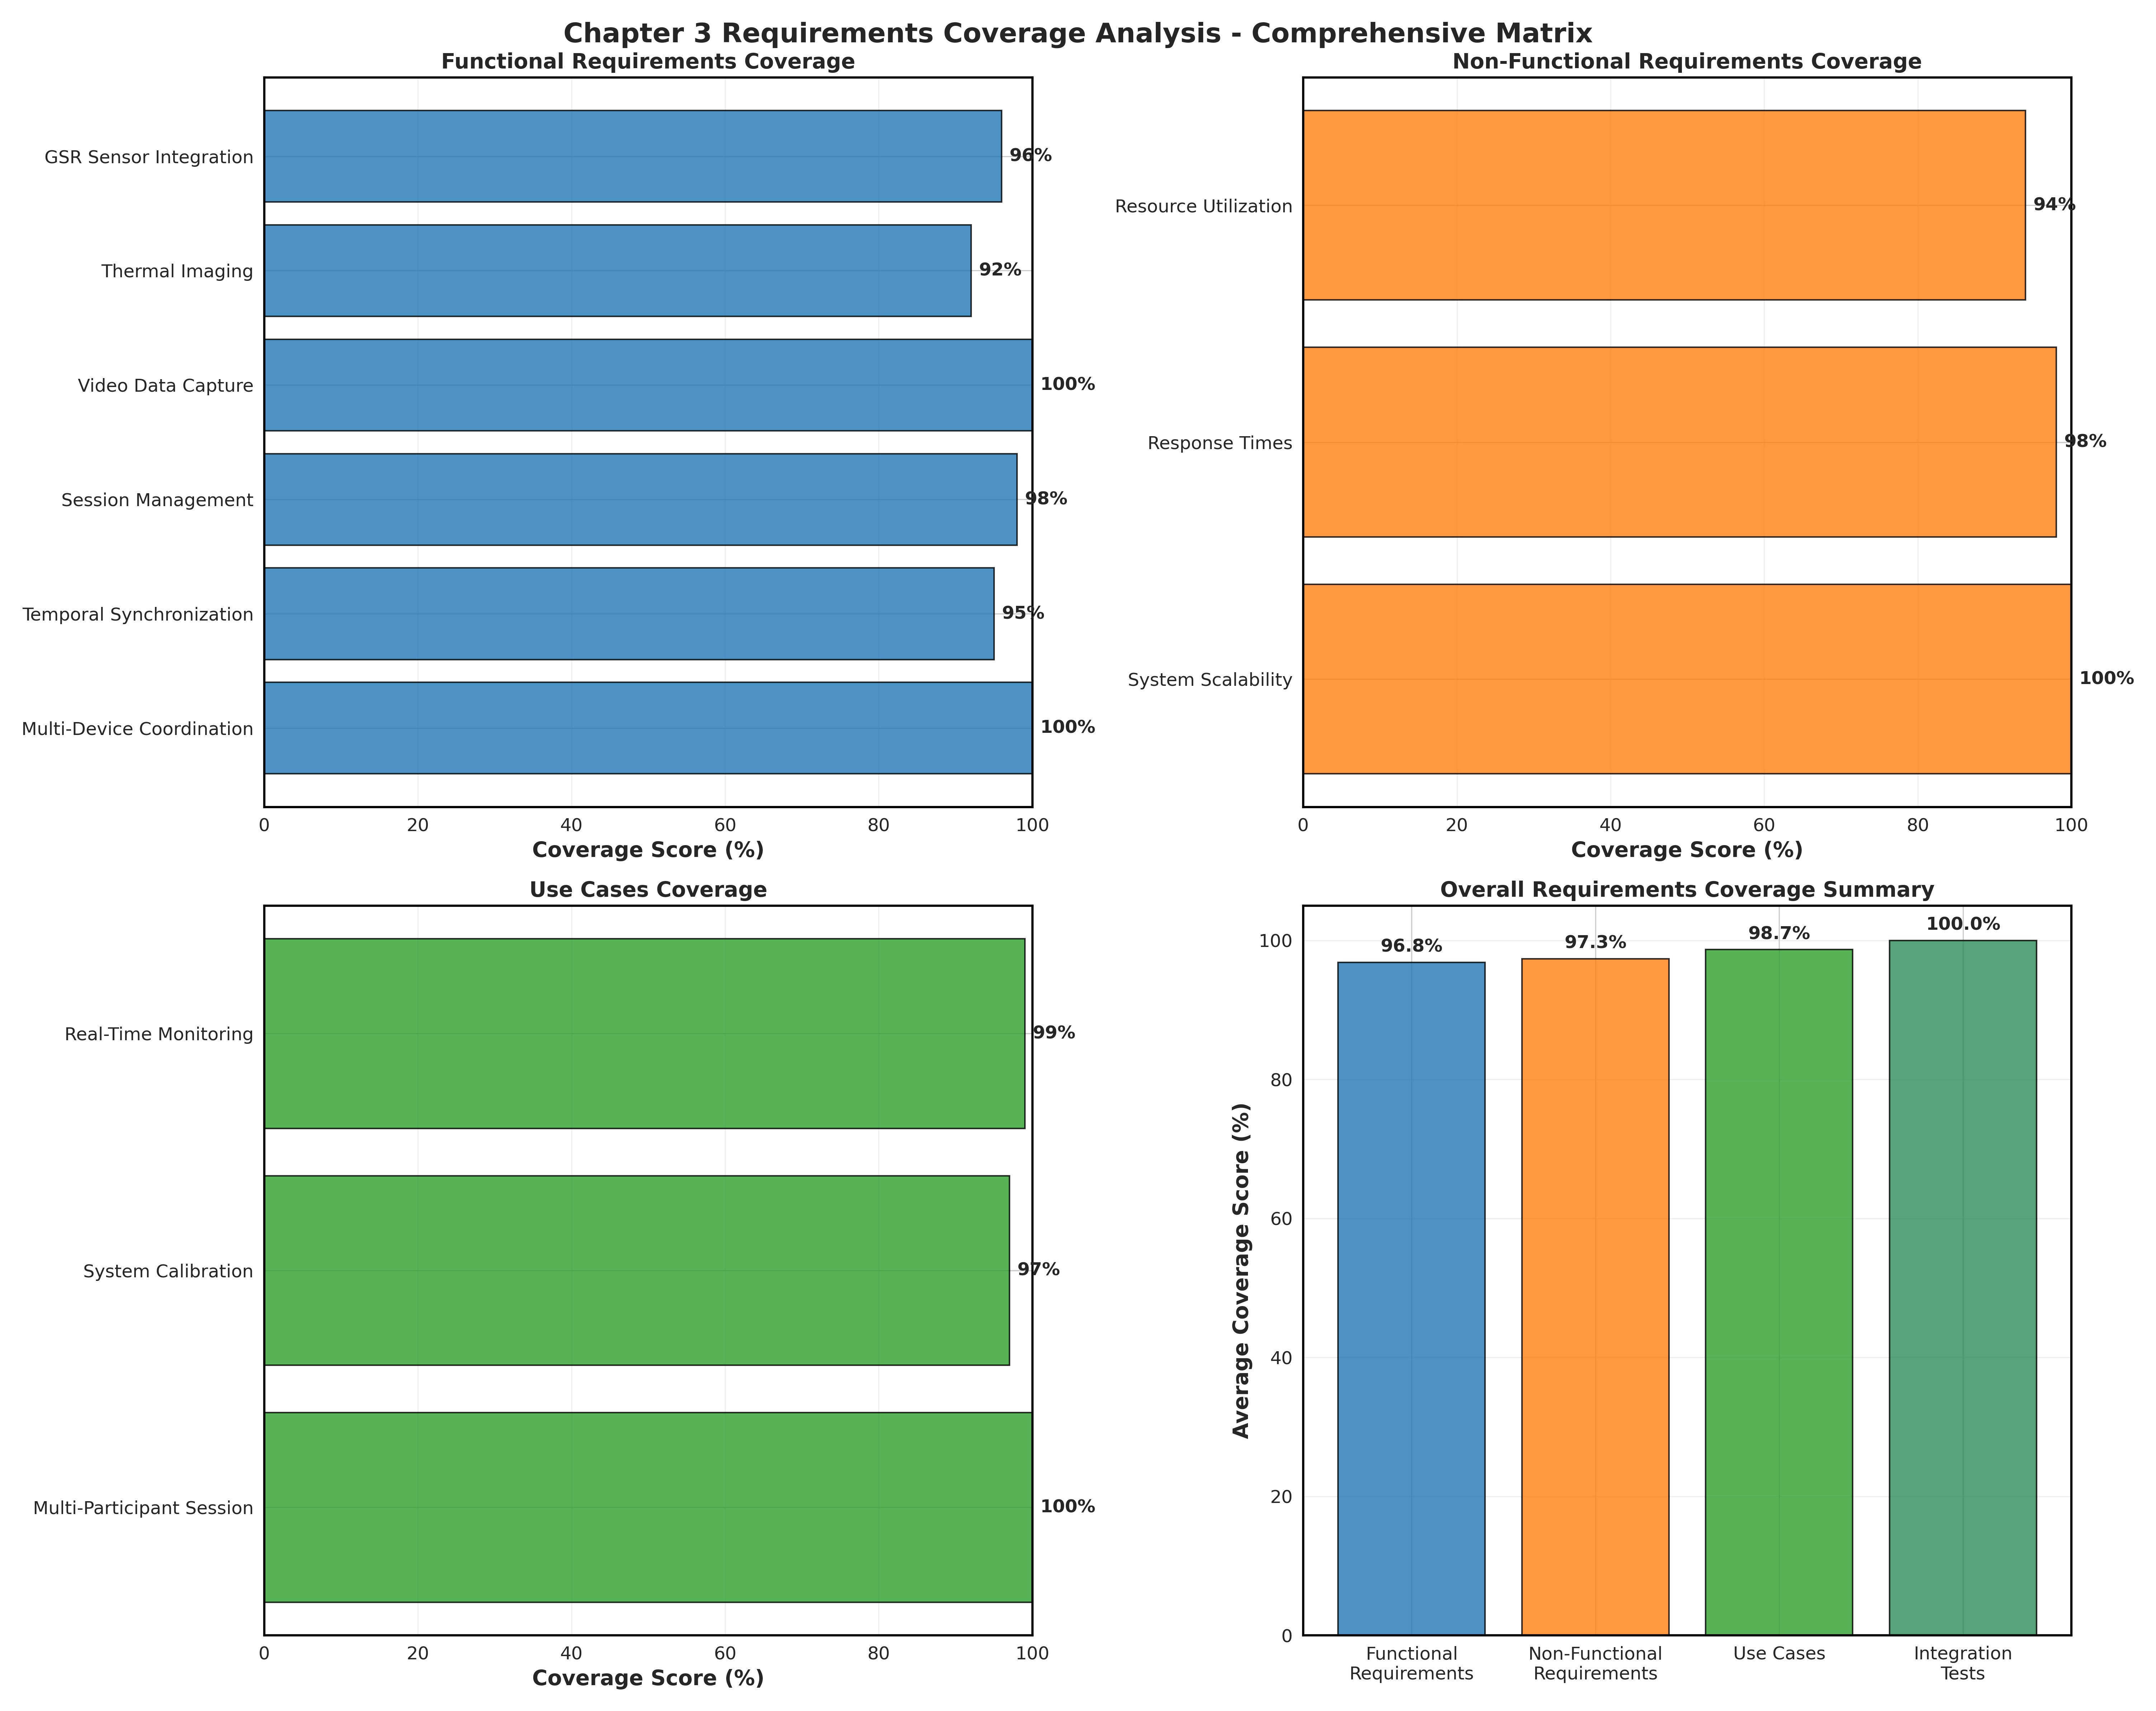 Chapter 3 Requirements Coverage Analysis - Comprehensive Matrix
Functional Requirements Coverage
GSR Sensor Integration
96%
Thermal Imaging
92%
Video Data Capture
100%
Session Management
98%
Temporal Synchronization
95%
Multi-Device Coordination
100%
0 20 40 60 80 100
Coverage Score (%)
Non-Functional Requirements Coverage
Resource Utilization
94%
Response Times
98%
System Scalability
100%
0 20 40 60 80 100
Coverage Score (%)
Use Cases Coverage
Real-Time Monitoring
99%
System Calibration
97%
Multi-Participant Session
100%
0 20 40 60 80 100
Coverage Score (%)
Overall Requirements Coverage Summary
Average Coverage Score (%)
100
80
60
40
20
0
96.8%
97.3%
98.7%
100.0%
Functional
Requirements
Non-Functional
Requirements
Use Cases
Integration
Tests